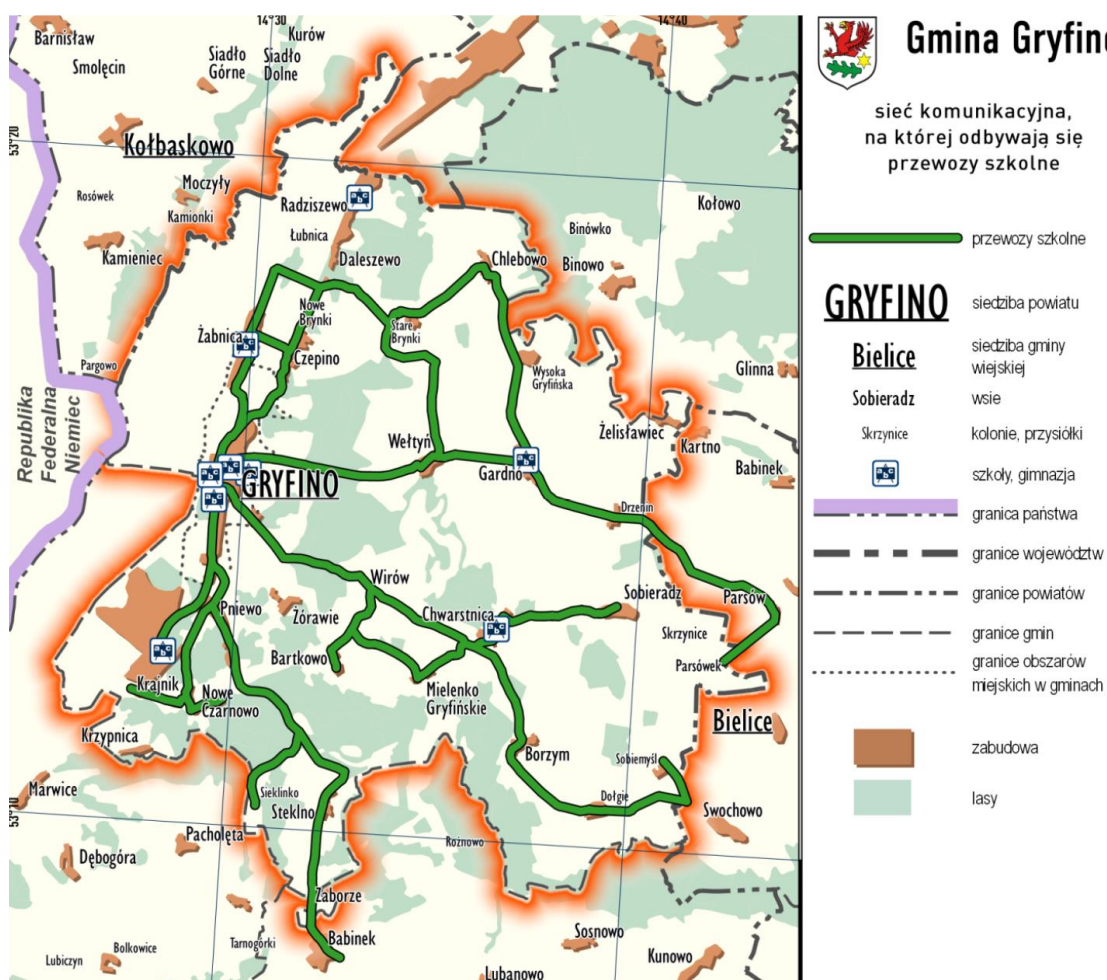 14°30
14°40
Barnisław
Smolęcin
Siadło
Górne
Kurów
Siadło
Dolne
53°20
Kołbaskowo
Moczyły
Rosówek
Kamionki
Kamieniec
Radziszewo
Łubnica
Daleszewo
Kołowo
Binówko
Binowo
Chlebowo
Nowe
Brynki
Stare
Brynki
Żabnica
Czepino
Pargowo
Wysoka
Gryfińska
Glinna
Republika
Federalna
Niemiec
Żelisławiec
Kartno
Babinek
Wełtyń
Gardno
GRYFINO
Drzenin
Wirów
Sobieradz
Parsów
Pniewo
Żórawie
Chwarstnica
Skrzynice
Bartkowo
Parsówek
Krajnik
Nowe
Czarnowo
Mielenko
Gryfińskie
Bielice
Krzypnica
Borzym
Sobiemyśl
Marwice
Sieklinko
Steklno
Dołgie
Swochowo
53°10
Pacholęta
Dębogóra
Rożnowo
Zaborze
Tarnogórki
Babinek
Bolkowice
Lubiczyn
Sosnowo
Kunowo
Lubanowo
Gmina Gryfino
sieć komunikacyjna,
na której odbywają się
przewozy szkolne
przewozy szkolne
GRYFINO siedziba powiatu
Bielice siedziba gminy
wiejskiej
Sobieradz wsie
Skrzynice kolonie, przysiółki
szkoły, gimnazja
granica państwa
granice województw
granice powiatów
granice gmin
granice obszarów
miejskich w gminach
zabudowa
lasy